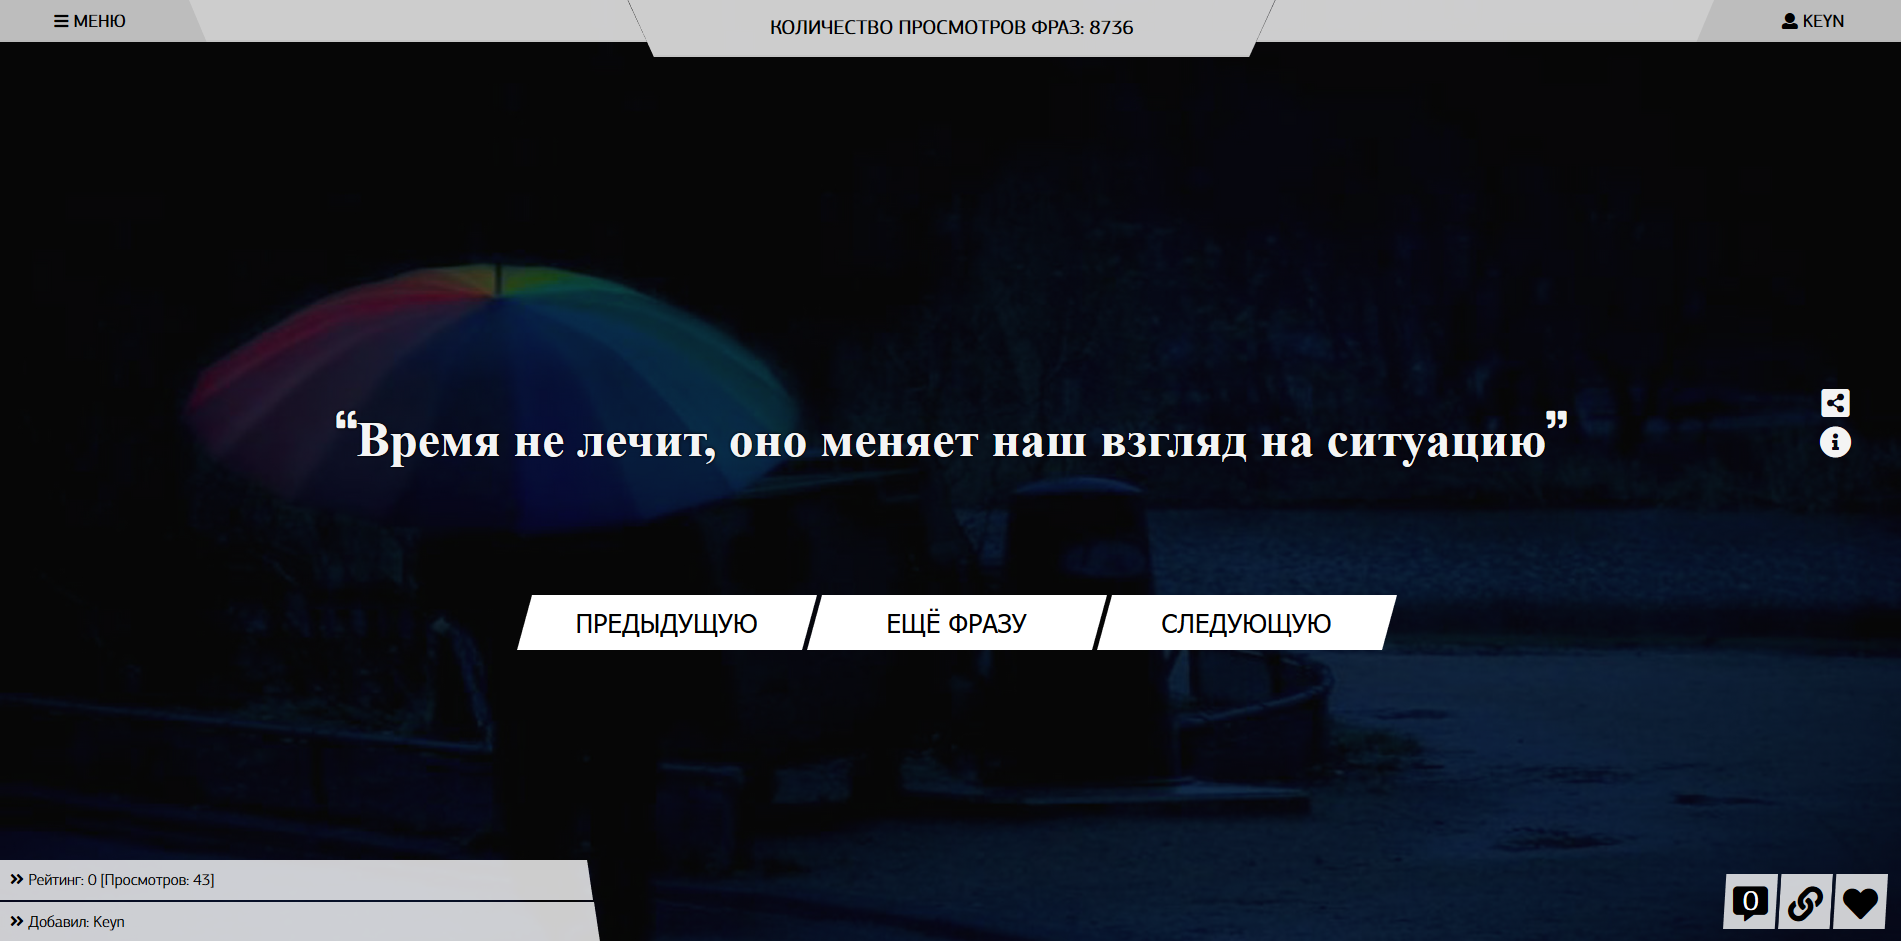 МЕНЮ
КОЛИЧЕСТВО ПРОСМОТРОВ ФРАЗ: 8736
KEYN
“Время не лечит, оно меняет наш взгляд на ситуацию”
ПРЕДЫДУЩУЮ
ЕЩЁ ФРАЗУ
СЛЕДУЮЩУЮ
Рейтинг: 0 [Просмотров: 43]
Добавил: Keyn
0